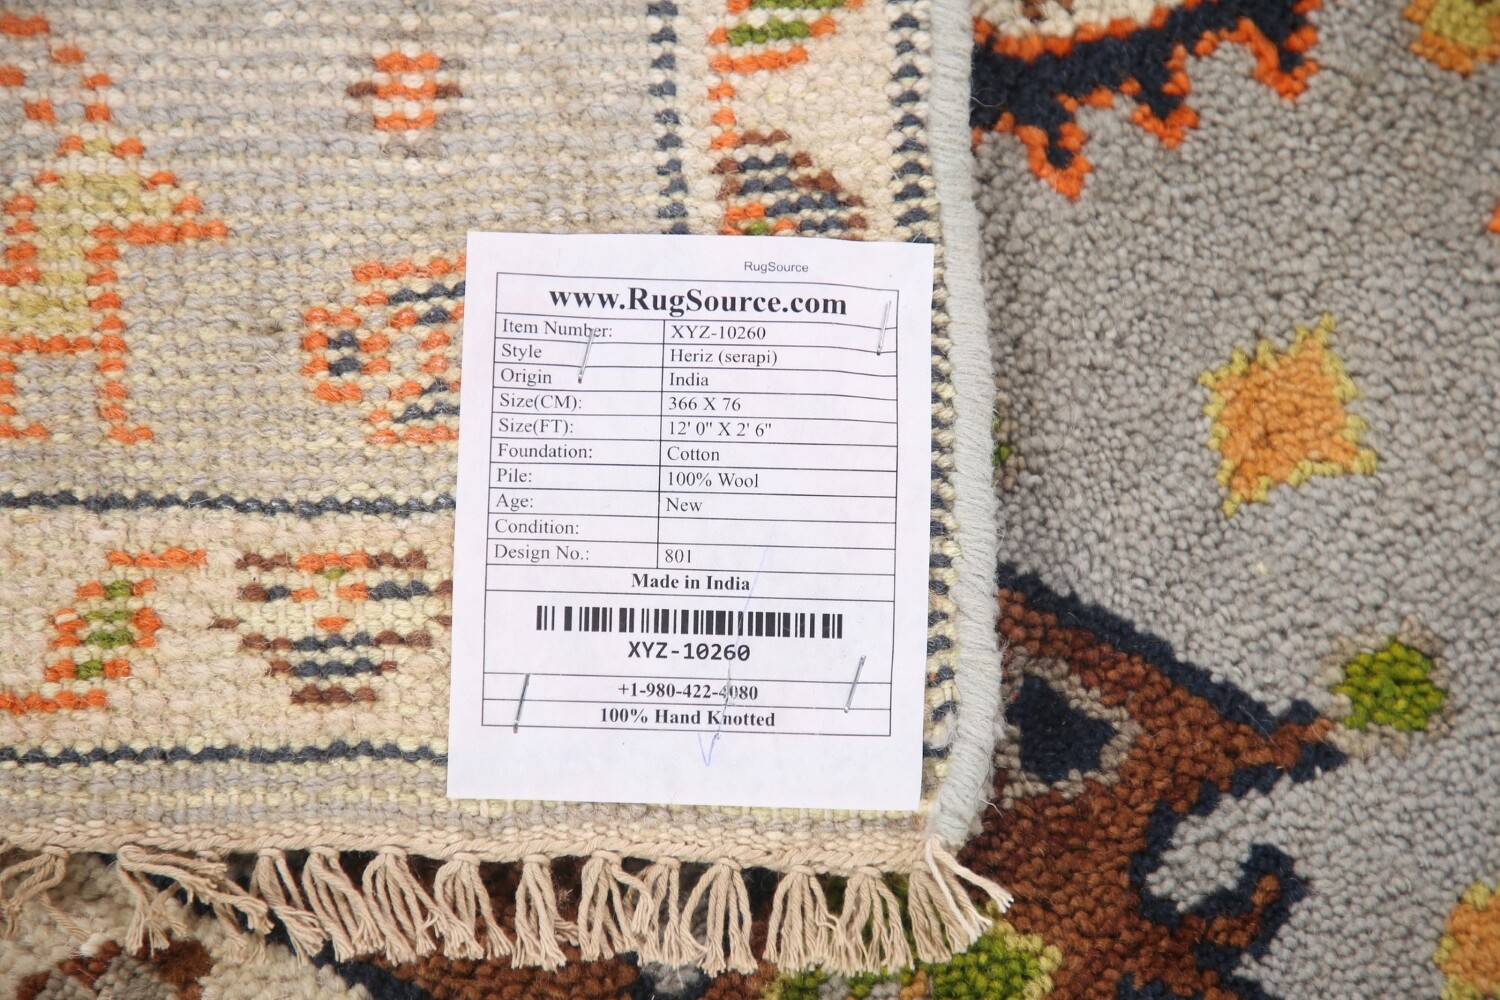 RugSource
www.RugSource.com
Item Number: XYZ-10260
Style Heriz (serapi)
Origin India
Size(CM): 366 X 76
Size(FT): 12' 0" X 2' 6"
Foundation: Cotton
Pile: 100% Wool
Age: New
Condition:
Design No.: 801
Made in India
XYZ-10260
+1-980-422-4080
100% Hand Knotted